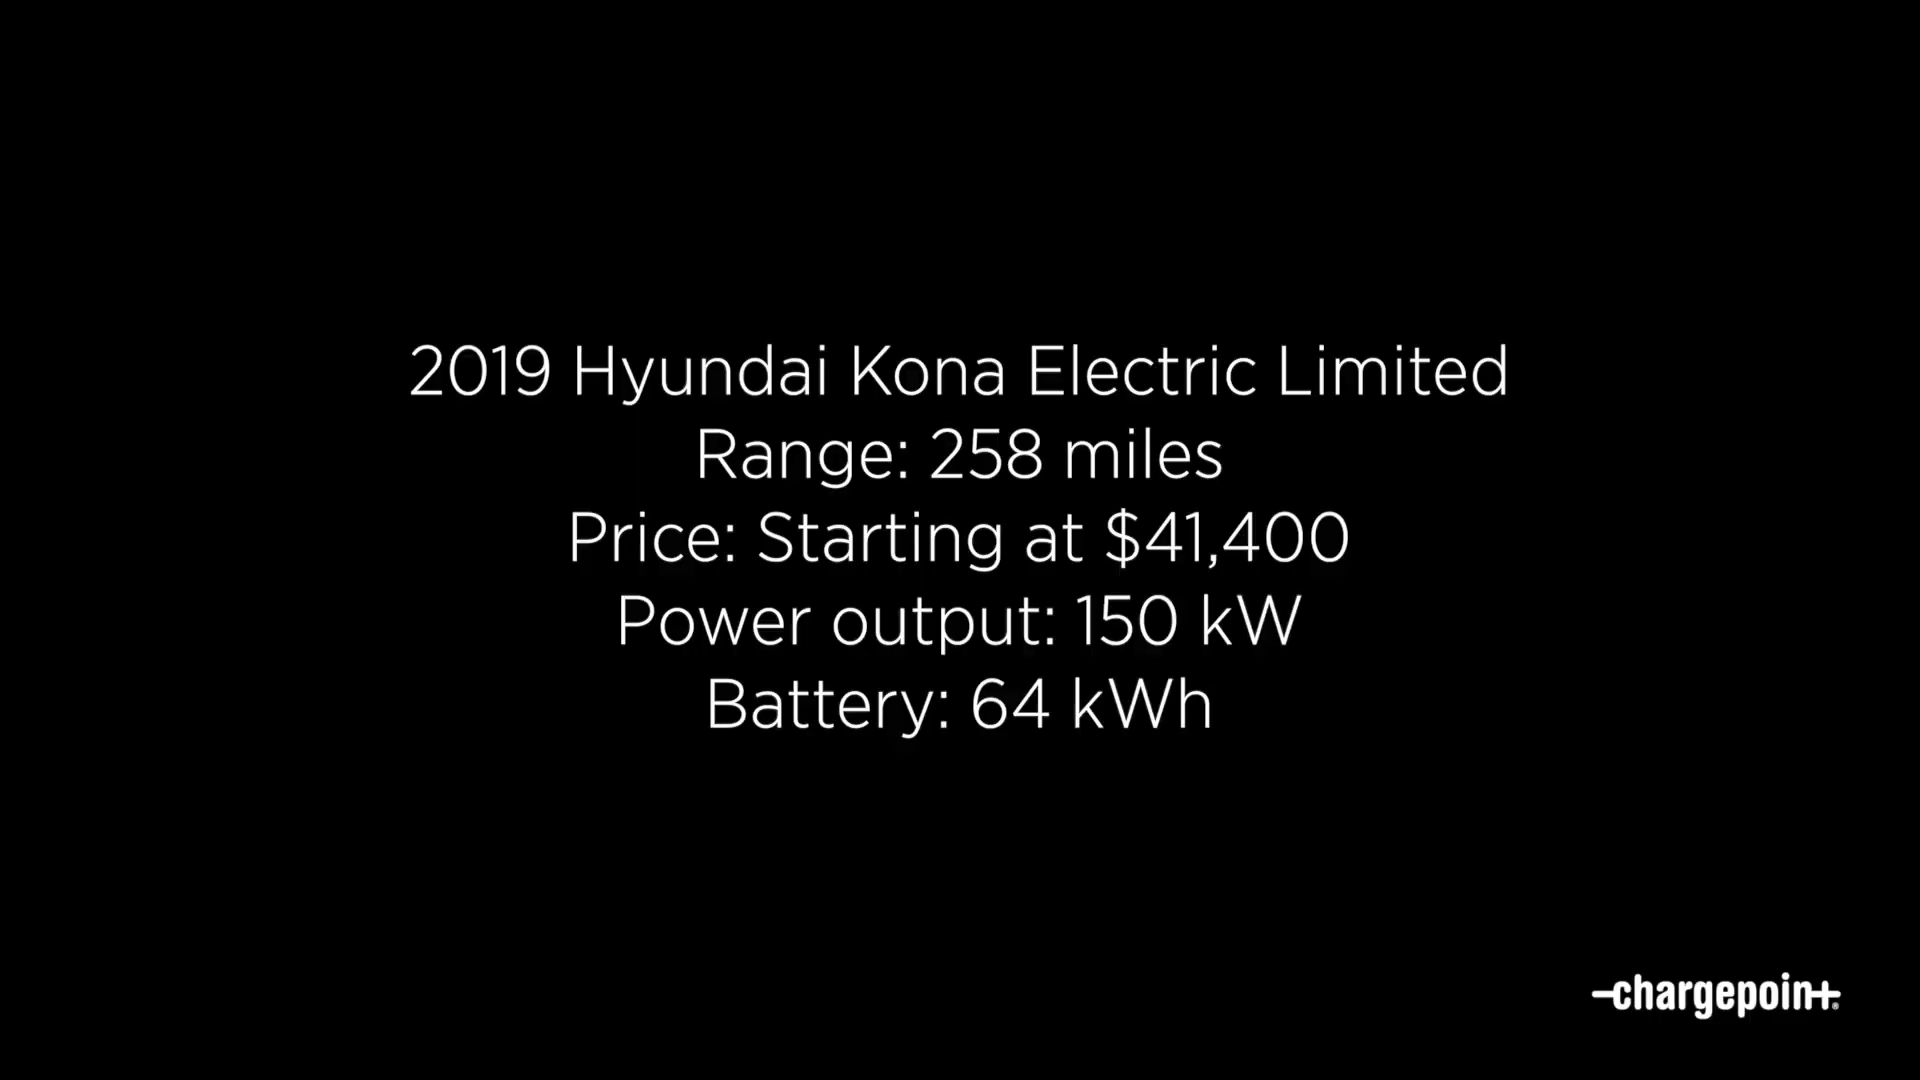 2019 Hyundai Kona Electric Limited
Range: 258 miles
Price: Starting at $41,400
Power output: 150 kW
Battery: 64 kWh
-chargepoin+®